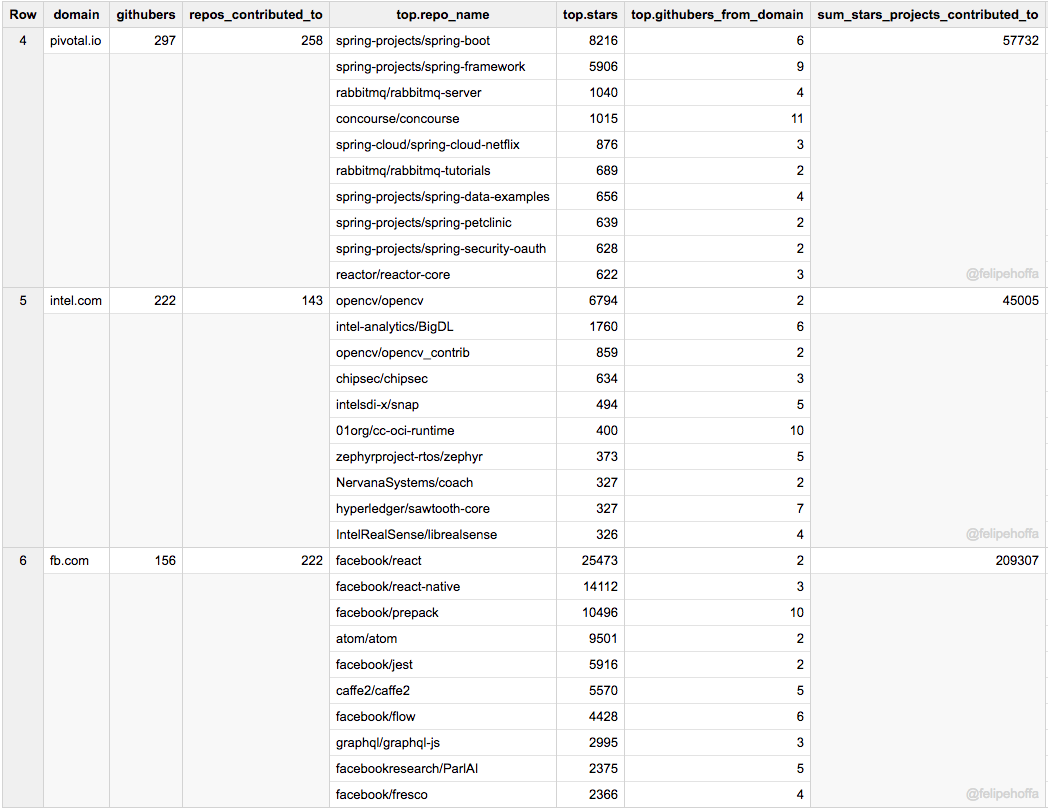 Row domain githubers repos_contributed_to top.repo_name top.stars top.githubers_from_domain sum_stars_projects_contributed_to
4 pivotal.io 297 258 spring-projects/spring-boot 8216 6 57732
spring-projects/spring-framework 5906 9
rabbitmq/rabbitmq-server 1040 4
concourse/concourse 1015 11
spring-cloud/spring-cloud-netflix 876 3
rabbitmq/rabbitmq-tutorials 689 2
spring-projects/spring-data-examples 656 4
spring-projects/spring-petclinic 639 2
spring-projects/spring-security-oauth 628 2
reactor/reactor-core 622 3 @felipehoffa
5 intel.com 222 143 opencv/opencv 6794 2 45005
intel-analytics/BigDL 1760 6
opencv/opencv_contrib 859 2
chipsec/chipsec 634 3
intelsdi-x/snap 494 5
01org/cc-oci-runtime 400 10
zephyrproject-rtos/zephyr 373 5
NervanaSystems/coach 327 2
hyperledger/sawtooth-core 327 7
IntelRealSense/librealsense 326 4 @felipehoffa
6 fb.com 156 222 facebook/react 25473 2 209307
facebook/react-native 14112 3
facebook/prepack 10496 10
atom/atom 9501 2
facebook/jest 5916 2
caffe2/caffe2 5570 5
facebook/flow 4428 6
graphql/graphql-js 2995 3
facebookresearch/ParlAI 2375 5
facebook/fresco 2366 4 @felipehoffa